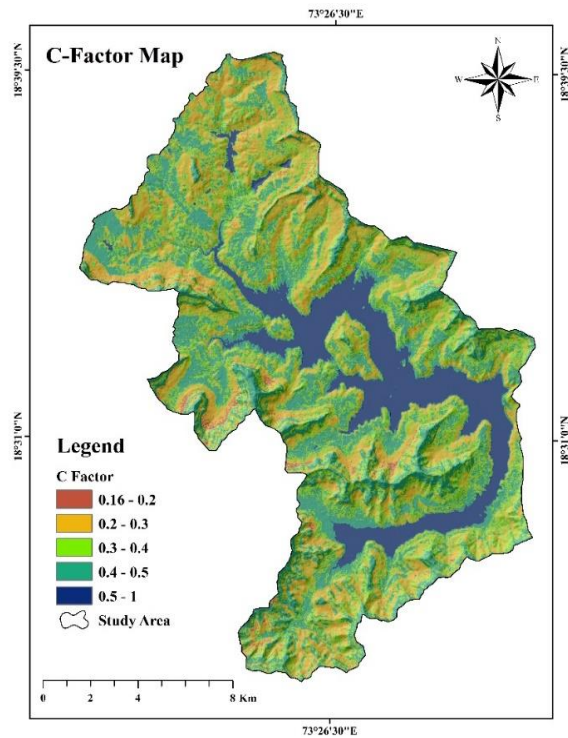 73°26'30"E
C-Factor Map
N
W
E
S
18°39'30"N
18°39'30"N
18°31'0"N
18°31'0"N
Legend
C Factor
0.16 - 0.2
0.2 - 0.3
0.3 - 0.4
0.4 - 0.5
0.5 - 1
Study Area
0 2 4 8 Km
73°26'30"E